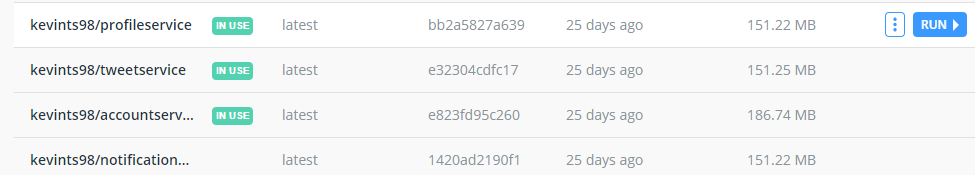 kevints98/profileservice IN USE latest bb2a5827a639 25 days ago 151.22 MB RUN
kevints98/tweetservice IN USE latest e32304cdfc17 25 days ago 151.25 MB
kevints98/accountserv... IN USE latest e823fd95c260 25 days ago 186.74 MB
kevints98/notification... latest 1420ad2190f1 25 days ago 151.22 MB